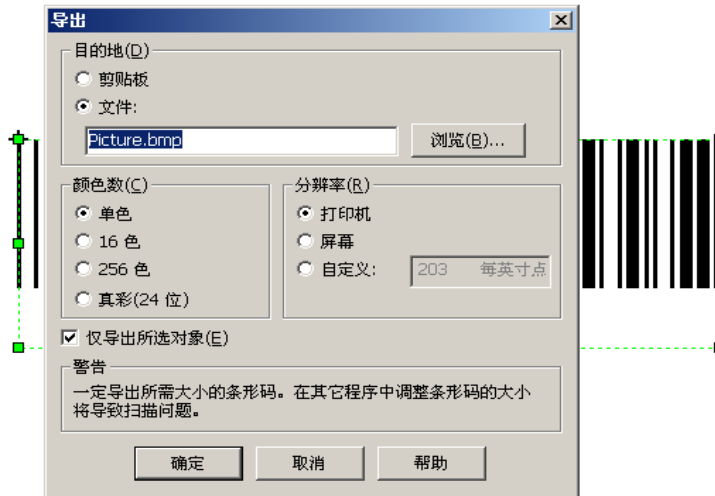 导出
目的地(D)
剪贴板
文件:
Picture.bmp
浏览(B)...
颜色数(C)
单色
16 色
256 色
真彩(24 位)
分辨率(R)
打印机
屏幕
自定义:
203 每英寸点
仅导出所选对象(E)
警告
一定导出所需大小的条形码。在其它程序中调整条形码的大小
将导致扫描问题。
确定
取消
帮助